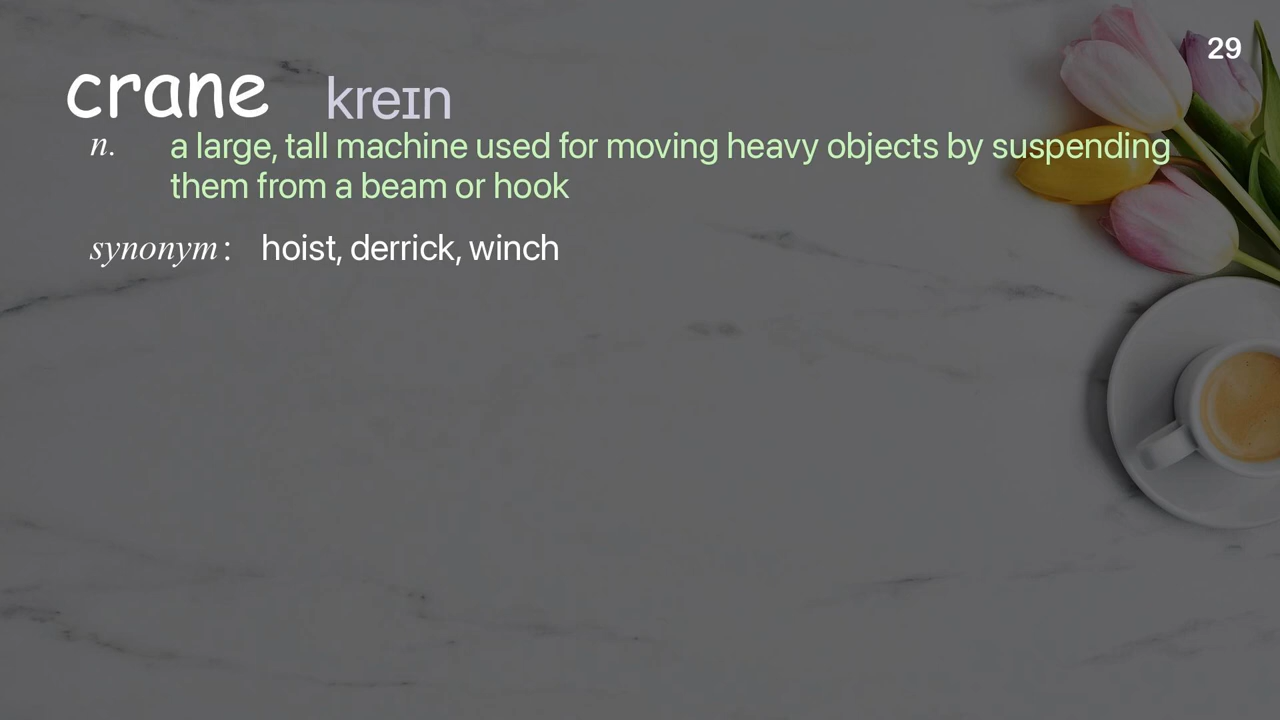 29
crane kreɪn
n. a large, tall machine used for moving heavy objects by suspending
them from a beam or hook
synonym : hoist, derrick, winch